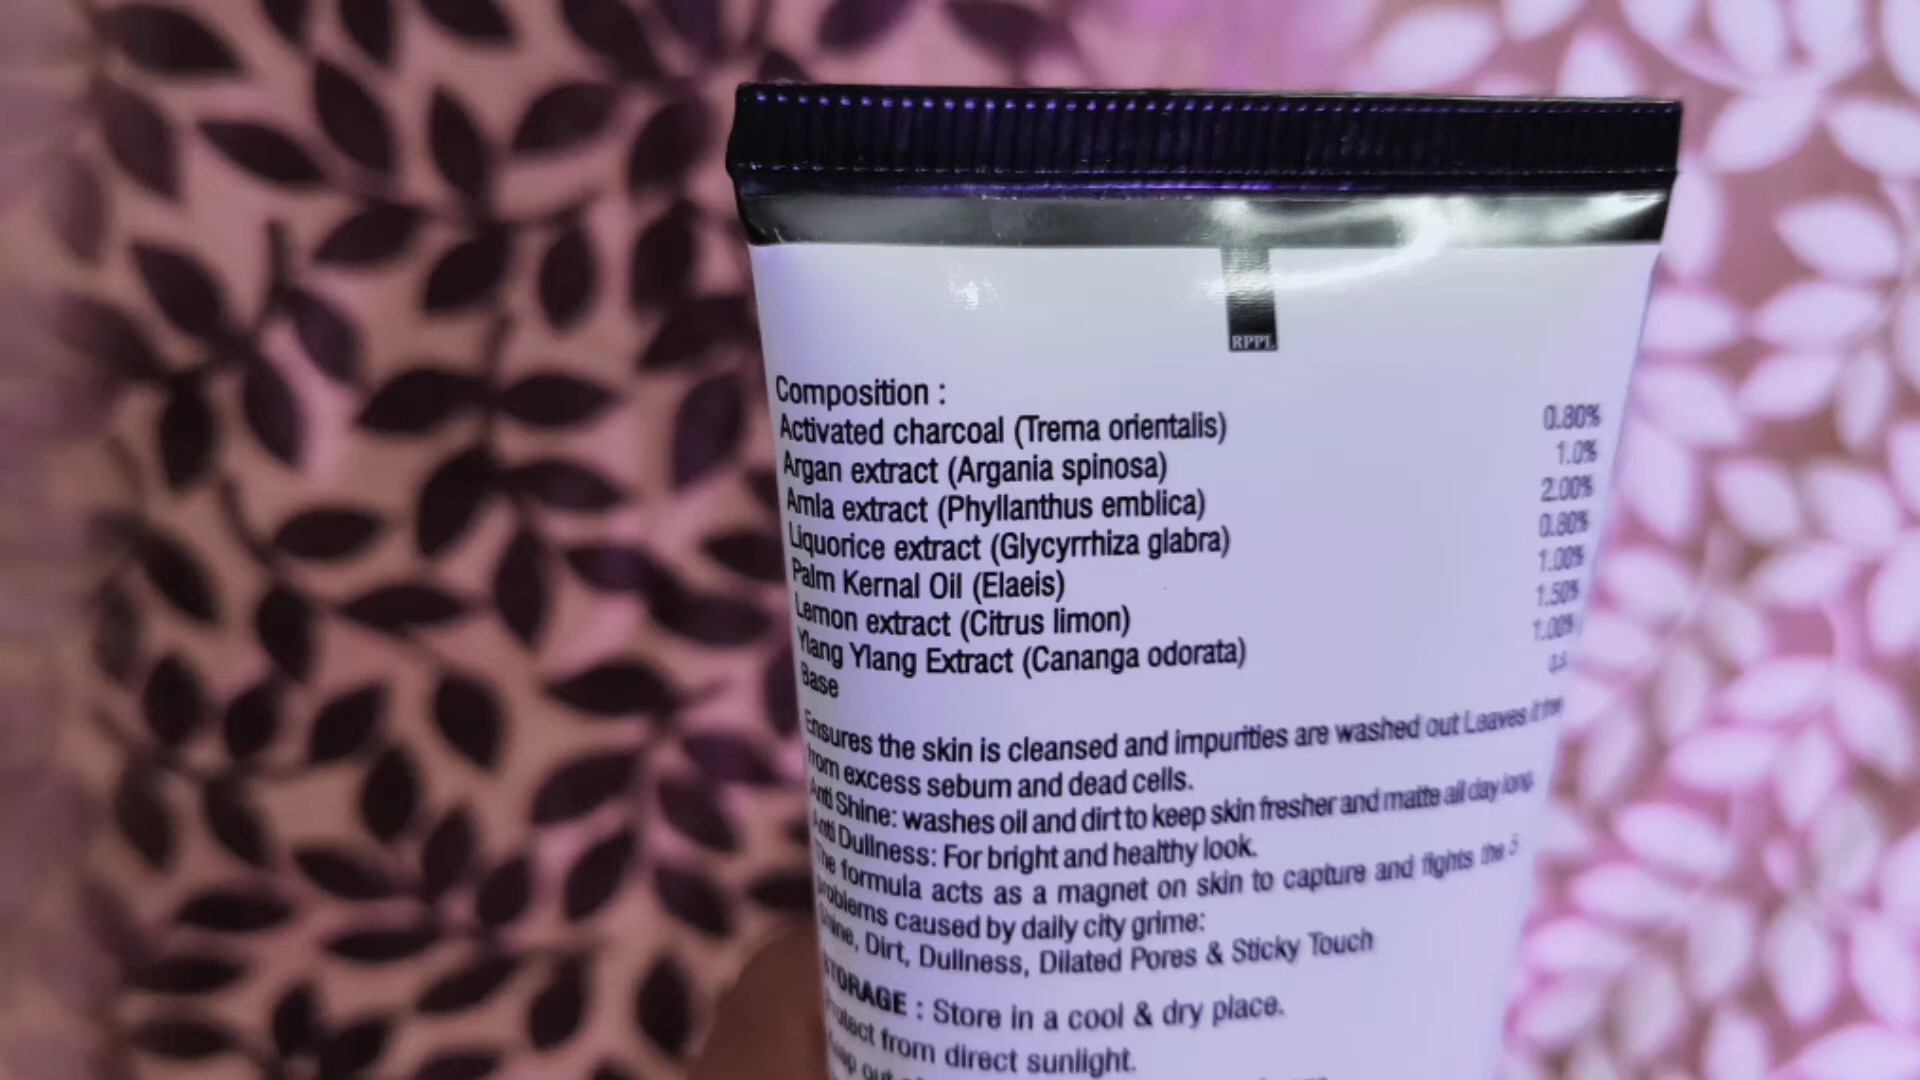 RPPL
Composition :
Activated charcoal (Trema orientalis) 0.80%
Argan extract (Argania spinosa) 1.0%
Amla extract (Phyllanthus emblica) 2.00%
Liquorice extract (Glycyrrhiza glabra) 0.80%
Palm Kernal Oil (Elaeis) 1.00%
Lemon extract (Citrus limon) 1.50%
Ylang Ylang Extract (Cananga odorata) 1.00%
Base
Ensures the skin is cleansed and impurities are washed out Leaves it free
from excess sebum and dead cells.
Anti Shine: washes oil and dirt to keep skin fresher and matte all day long.
Anti Dullness: For bright and healthy look.
The formula acts as a magnet on skin to capture and fights the 5
problems caused by daily city grime:
Shine, Dirt, Dullness, Dilated Pores & Sticky Touch
STORAGE : Store in a cool & dry place.
Protect from direct sunlight.
out